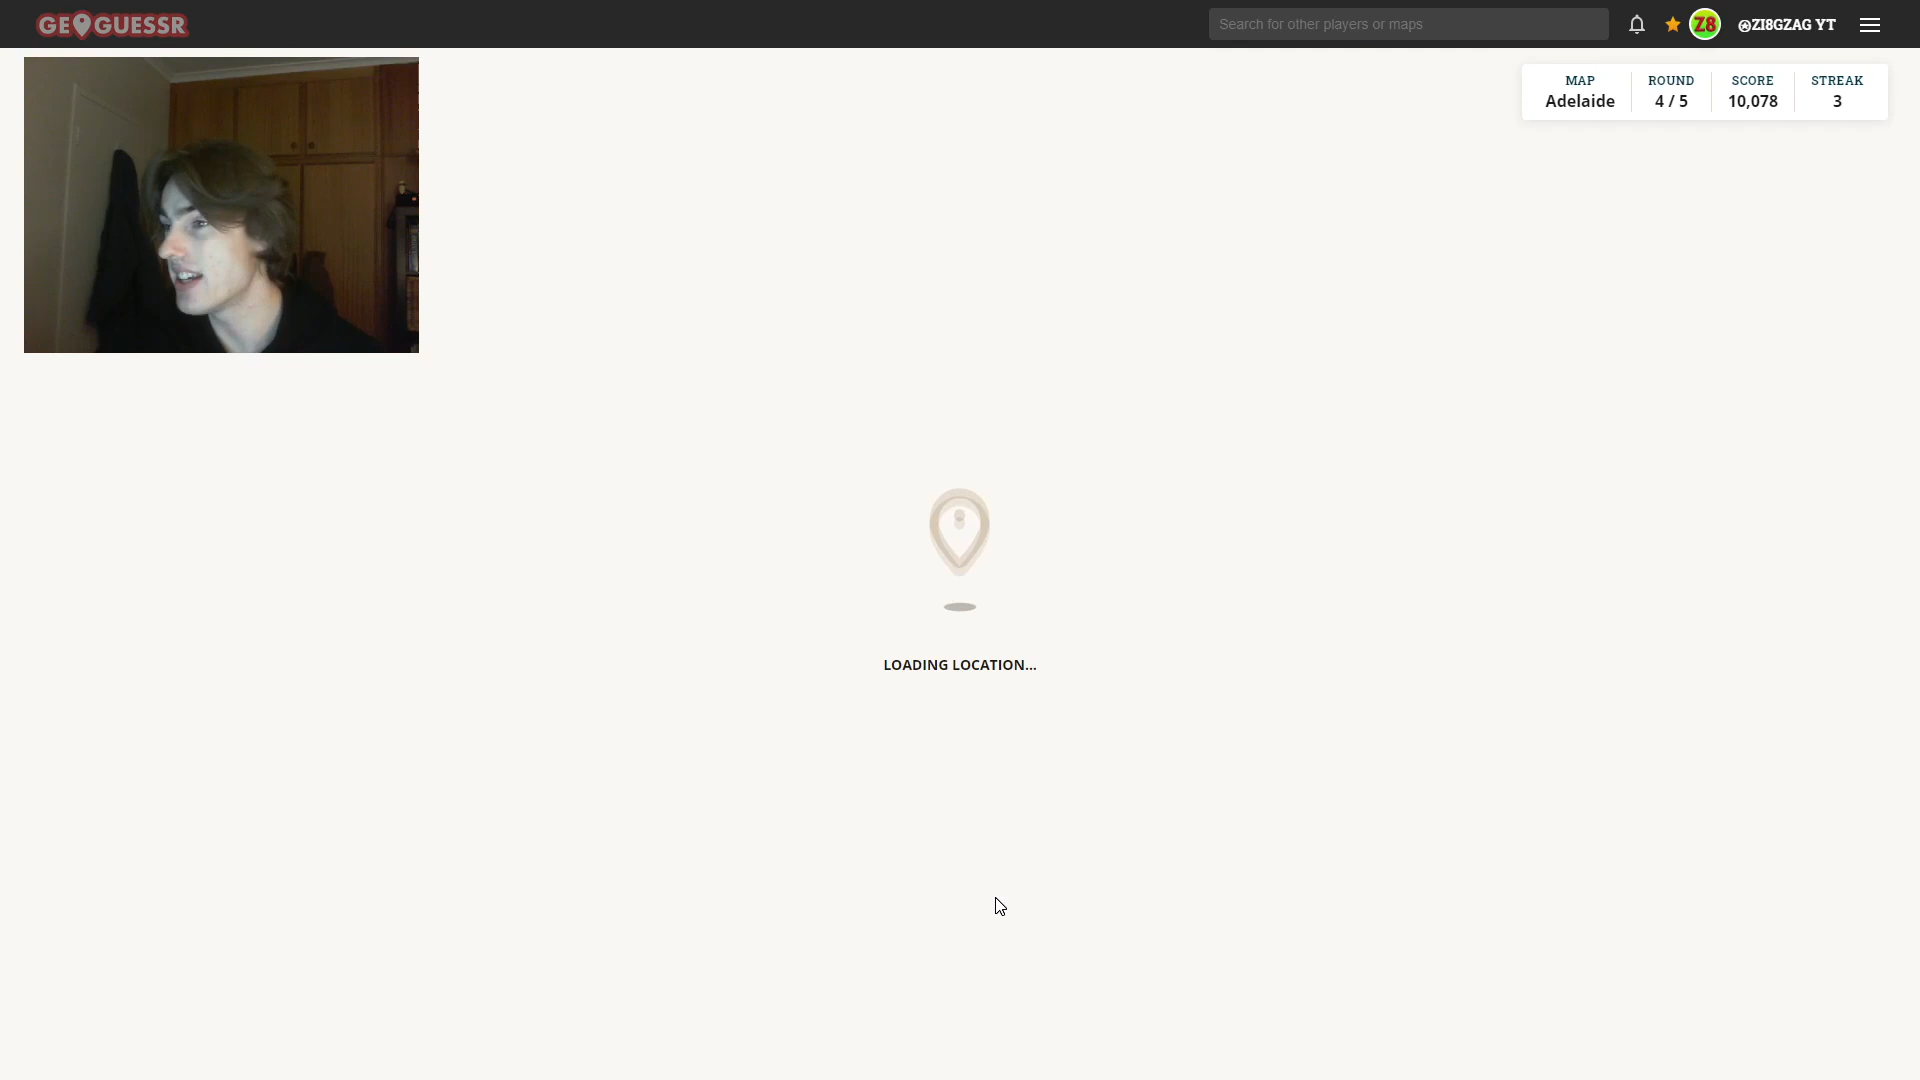 GEOGUESSR
Search for other players or maps
Z8
@ZI8GZAG YT
MAP
Adelaide
ROUND
4 / 5
SCORE
10,078
STREAK
3
LOADING LOCATION...